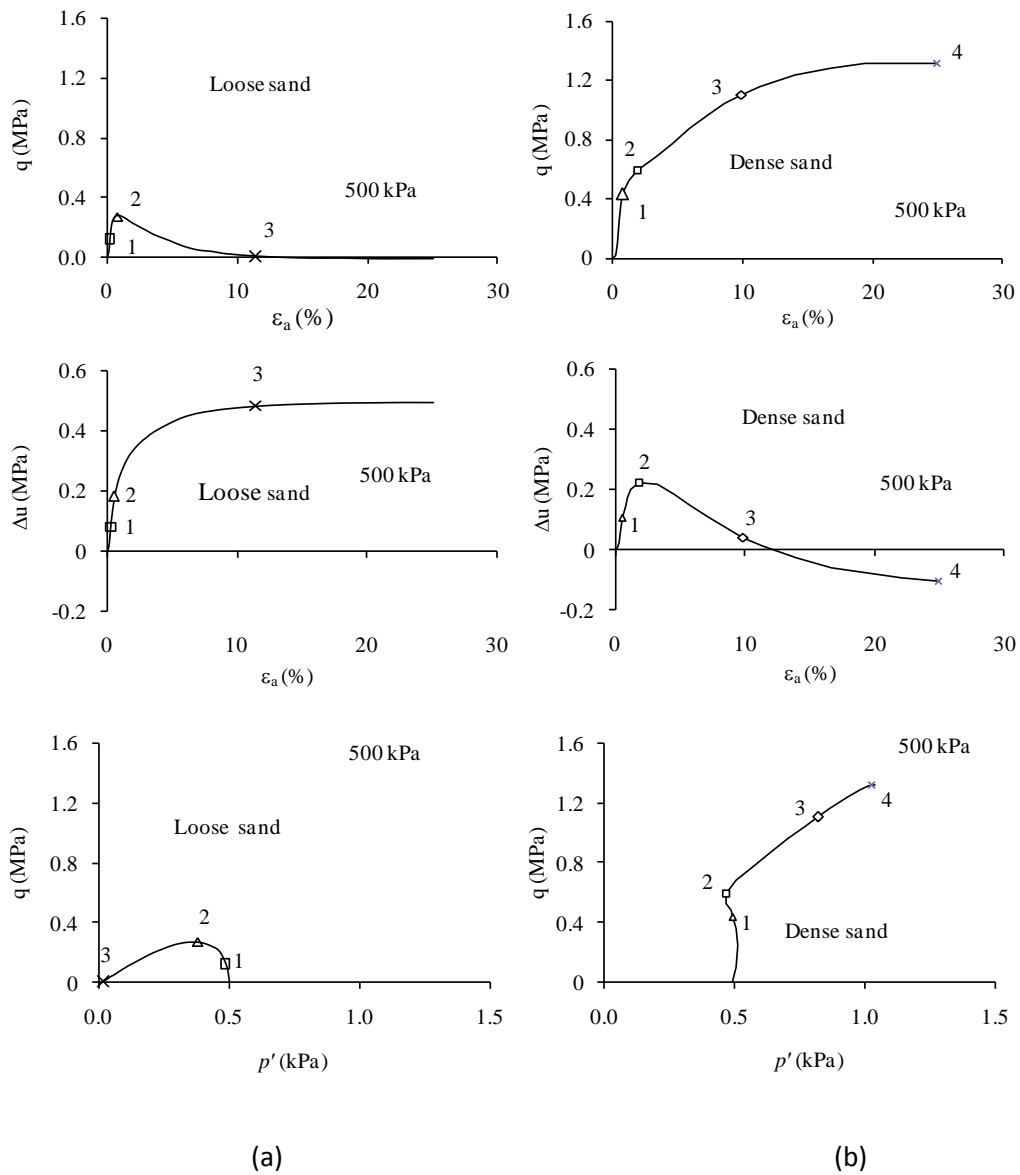 1.6
1.2
0.8
0.4
0.0
q (MPa)
Loose sand
500 kPa
1
2
3
0
10
20
30
εa (%)
1.6
1.2
0.8
0.4
0
q (MPa)
Dense sand
500 kPa
1
2
3
4
0
10
20
30
εa (%)
0.6
0.4
0.2
0
-0.2
Δu (MPa)
Loose sand
500 kPa
1
2
3
0
10
20
30
εa (%)
0.6
0.4
0.2
0
-0.2
Δu (MPa)
Dense sand
500 kPa
1
2
3
4
0
10
20
30
εa (%)
1.6
1.2
0.8
0.4
0
q (MPa)
500 kPa
Loose sand
1
2
3
0.0
0.5
1.0
1.5
p' (kPa)
1.6
1.2
0.8
0.4
0
q (MPa)
500 kPa
Dense sand
1
2
3
4
0.0
0.5
1.0
1.5
p' (kPa)
(a)
(b)